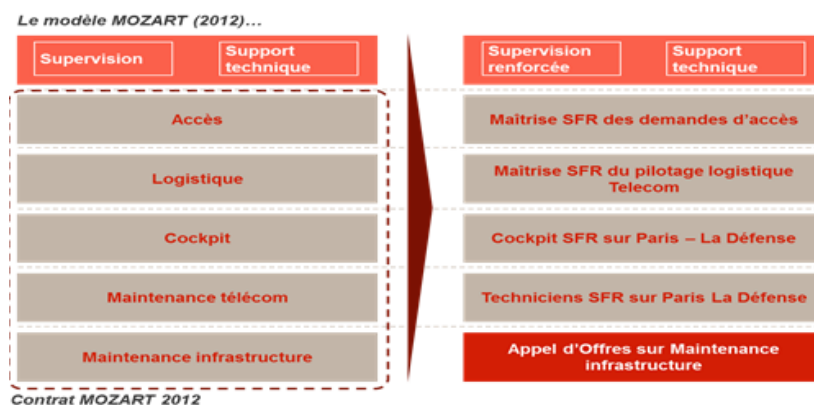 Le modèle MOZART (2012)...
Supervision
Support
technique
Supervision
renforcée
Support
technique
Accès
Maîtrise SFR des demandes d'accès
Logistique
Maîtrise SFR du pilotage logistique
Telecom
Cockpit
Cockpit SFR sur Paris – La Défense
Maintenance télécom
Techniciens SFR sur Paris La Défense
Maintenance infrastructure
Appel d'Offres sur Maintenance
infrastructure
Contrat MOZART 2012